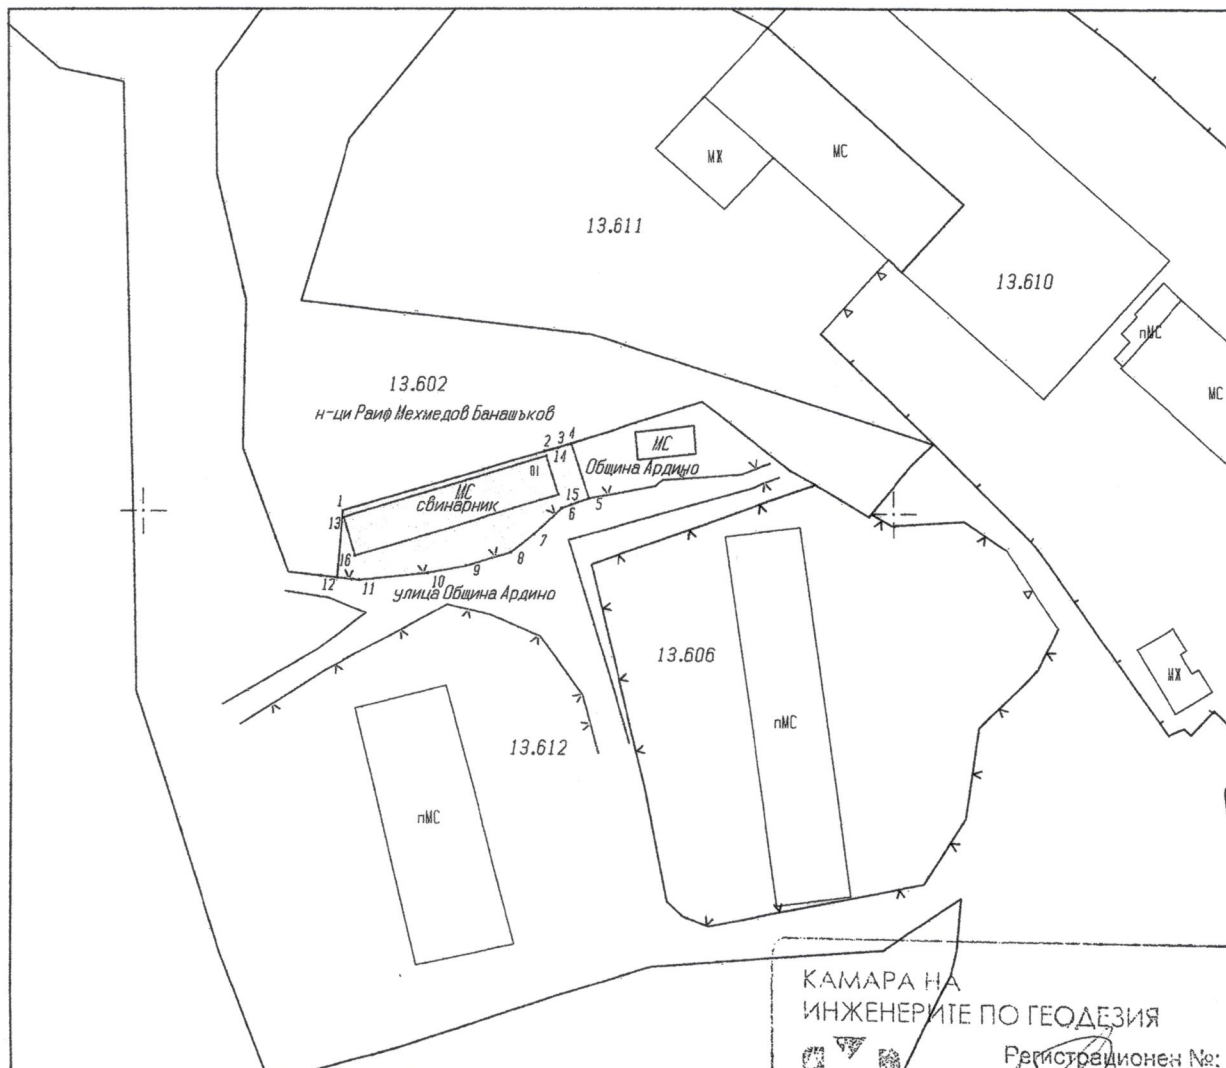 МЖ
МС
13.611
13.610
пМС
МС
13.602
н-ци Раиф Мехмедов Банашъков
2 3 4
МС
14
01
Община Ардино
1
МС
свинарник
15
5
13
6
7
16
8
9
12
11
10
улица Община Ардино
13.606
МЖ
пМС
13.612
пМС
КАМАРА НА
ИНЖЕНЕРИТЕ ПО ГЕОДЕЗИЯ
Регистрационен №: